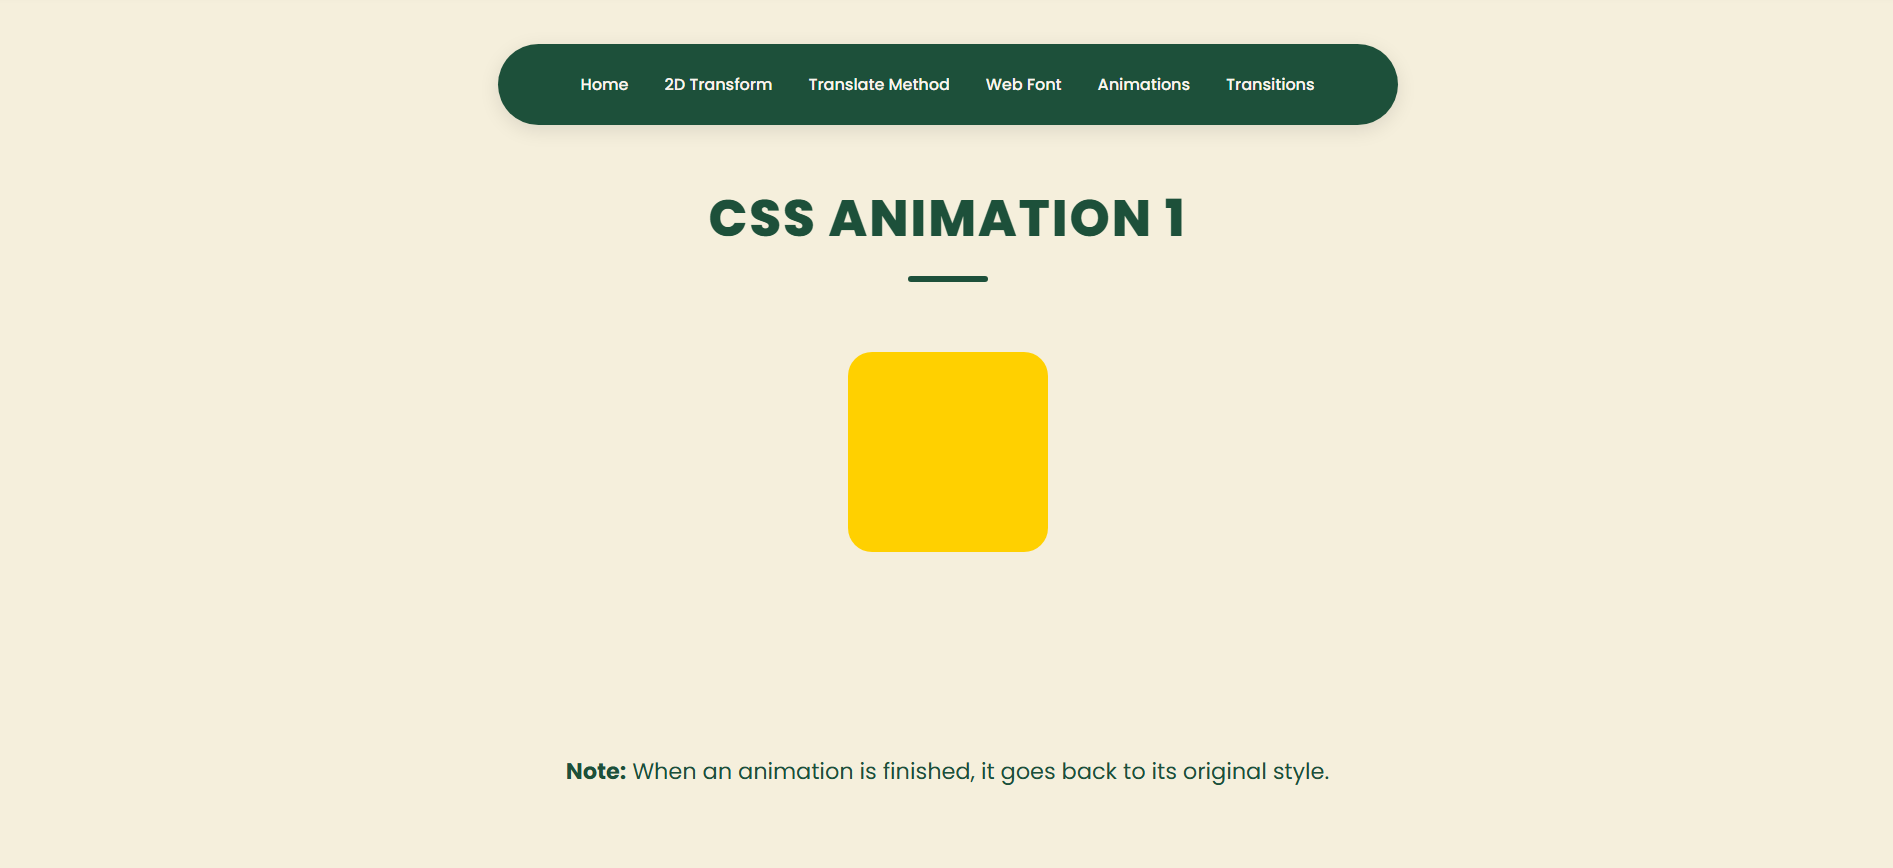 Home 2D Transform Translate Method Web Font Animations Transitions
CSS ANIMATION 1
Note: When an animation is finished, it goes back to its original style.